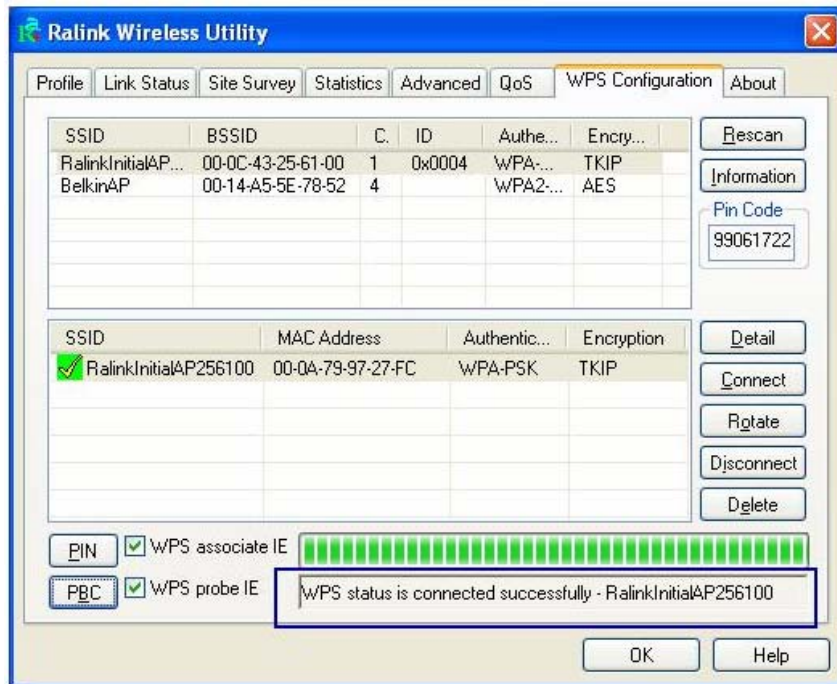 Ralink Wireless Utility
Profile Link Status Site Survey Statistics Advanced QoS WPS Configuration About
SSID BSSID C. ID Authe... Encry...
RalinkInitialAP... 00-0C-43-25-61-00 1 0x0004 WPA-... TKIP
BelkinAP 00-14-A5-5E-78-52 4 WPA2-... AES
Rescan
Information
Pin Code
99061722
SSID MAC Address Authentic... Encryption
RalinkInitialAP256100 00-0A-79-97-27-FC WPA-PSK TKIP
Detail
Connect
Rotate
Disconnect
Delete
PIN WPS associate IE
PBC WPS probe IE WPS status is connected successfully - RalinkInitialAP256100
OK Help